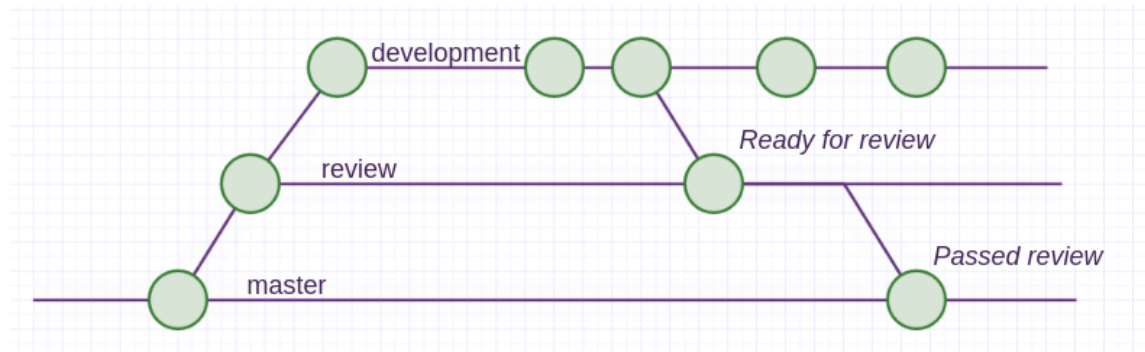 development
Ready for review
review
Passed review
master